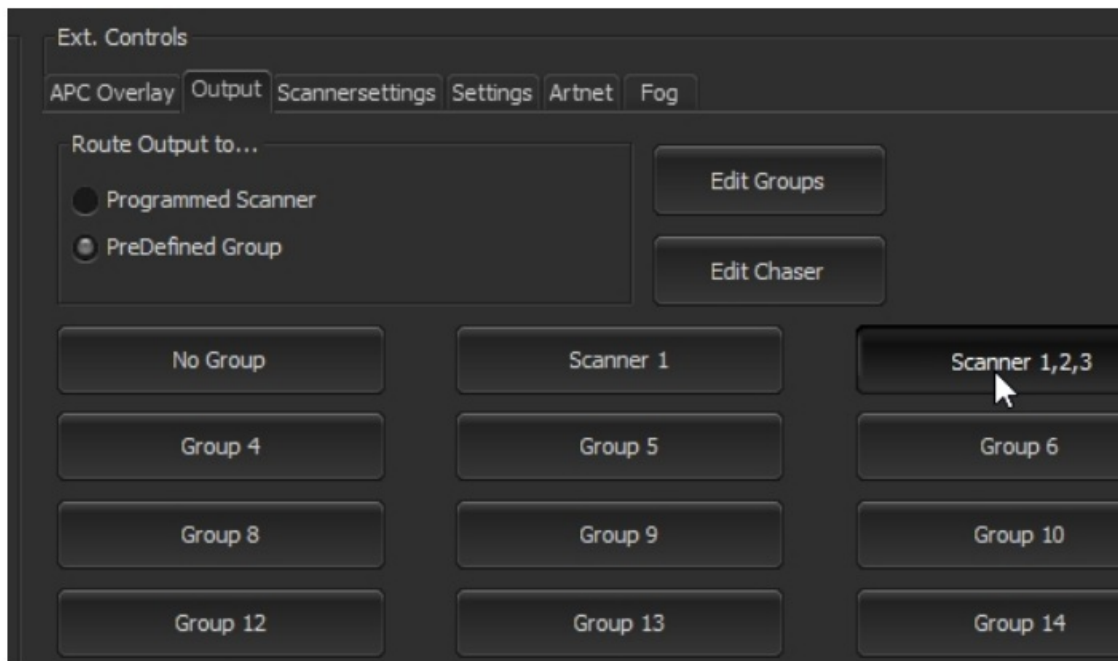 Ext. Controls
APC Overlay Output Scannersettings Settings Artnet Fog
Route Output to...
Programmed Scanner
PreDefined Group
Edit Groups
Edit Chaser
No Group Scanner 1 Scanner 1,2,3
Group 4 Group 5 Group 6
Group 8 Group 9 Group 10
Group 12 Group 13 Group 14